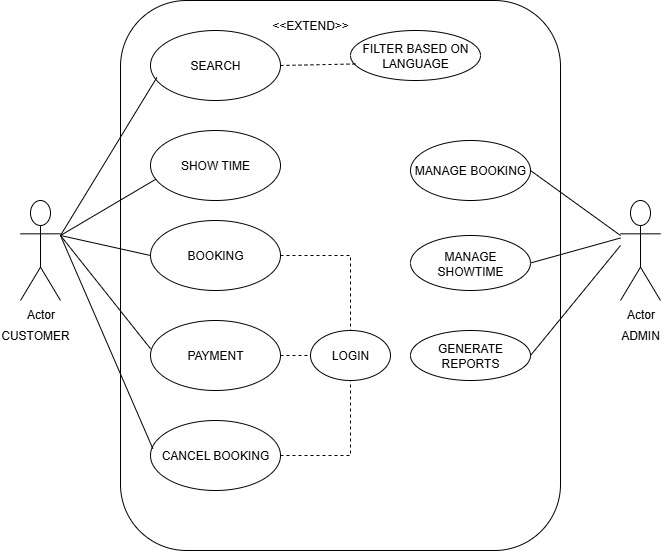 <<EXTEND>>
SEARCH
FILTER BASED ON
LANGUAGE
SHOW TIME
MANAGE BOOKING
BOOKING
MANAGE
SHOWTIME
Actor
CUSTOMER
Actor
ADMIN
PAYMENT
LOGIN
GENERATE
REPORTS
CANCEL BOOKING